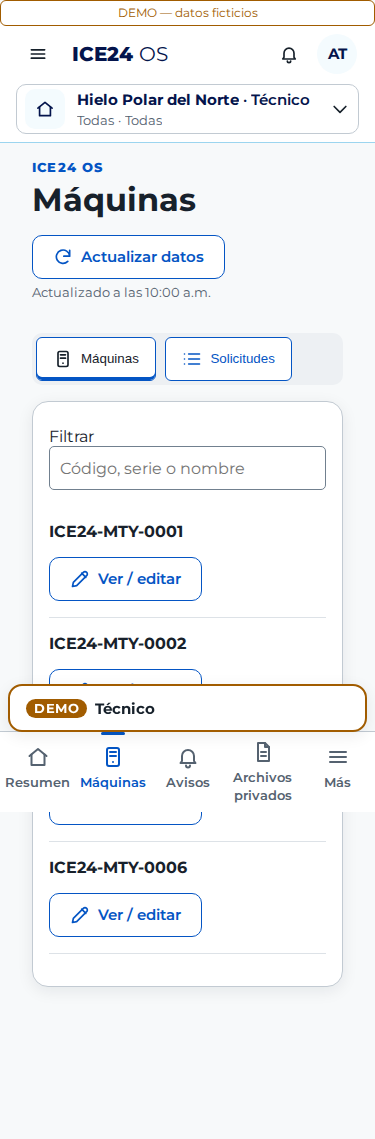 DEMO — datos ficticios
ICE24 OS
AT
Hielo Polar del Norte · Técnico
Todas · Todas
ICE24 OS
Máquinas
Actualizar datos
Actualizado a las 10:00 a.m.
Máquinas
Solicitudes
Filtrar
Código, serie o nombre
ICE24-MTY-0001
Ver / editar
ICE24-MTY-0002
DEMO Técnico
Resumen
Máquinas
Avisos
Archivos privados
Más
ICE24-MTY-0006
Ver / editar